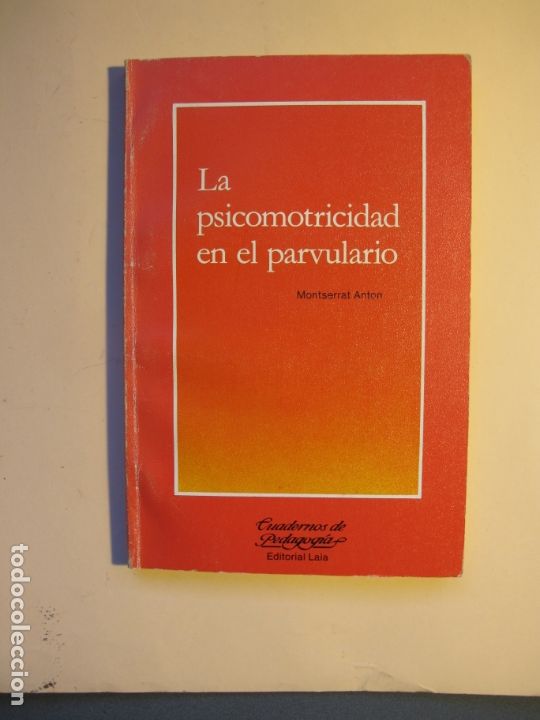 La
psicomotricidad
en el parvulario
Montserrat Anton
Cuadernos de
Pedagogía
Editorial Laia
todocoleccion